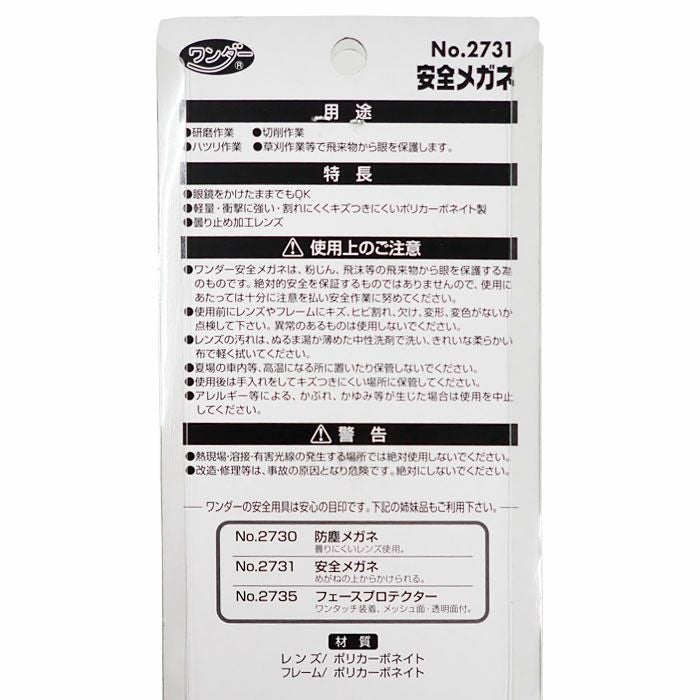 ワンダー®
No.2731
安全メガネ
用途
●研磨作業 ●切削作業
●ハツリ作業 ●草刈作業等で飛来物から眼を保護します。
特長
●眼鏡をかけたままでもOK
●軽量・衝撃に強い・割れにくくキズつきにくいポリカーボネイト製
●曇り止め加工レンズ
⚠使用上のご注意
●ワンダー安全メガネは、粉じん、飛沫等の飛来物から眼を保護する為
のものです。絶対的安全を保証するものではありませんので、使用に
あたっては十分に注意を払い安全作業に努めてください。
●使用前にレンズやフレームにキズ、ヒビ割れ、欠け、変形、変色がないか
点検して下さい。異常のあるものは使用しないでください。
●レンズの汚れは、ぬるま湯か薄めた中性洗剤で洗い、きれいな柔らかい
布で軽く拭いてください。
●夏場の車内等、高温になる所に置いたり保管しないでください。
●使用後は手入れをしてキズつきにくい場所に保管してください。
●アレルギー等による、かぶれ、かゆみ等が生じた場合は使用を中止
してください。
⚠警告
●熱現場・溶接・有害光線の発生する場所では絶対使用しないでください。
●改造・修理等は、事故の原因となり危険です。絶対にしないでください。
ワンダーの安全用具は安心の目印です。下記の姉妹品もご利用下さい。
No.2730 防塵メガネ
曇りにくいレンズ使用。
No.2731 安全メガネ
めがねの上からかけられる。
No.2735 フェースプロテクター
ワンタッチ装着、メッシュ面・透明面付。
材質
レンズ/ポリカーボネイト
フレーム/ポリカーボネイト